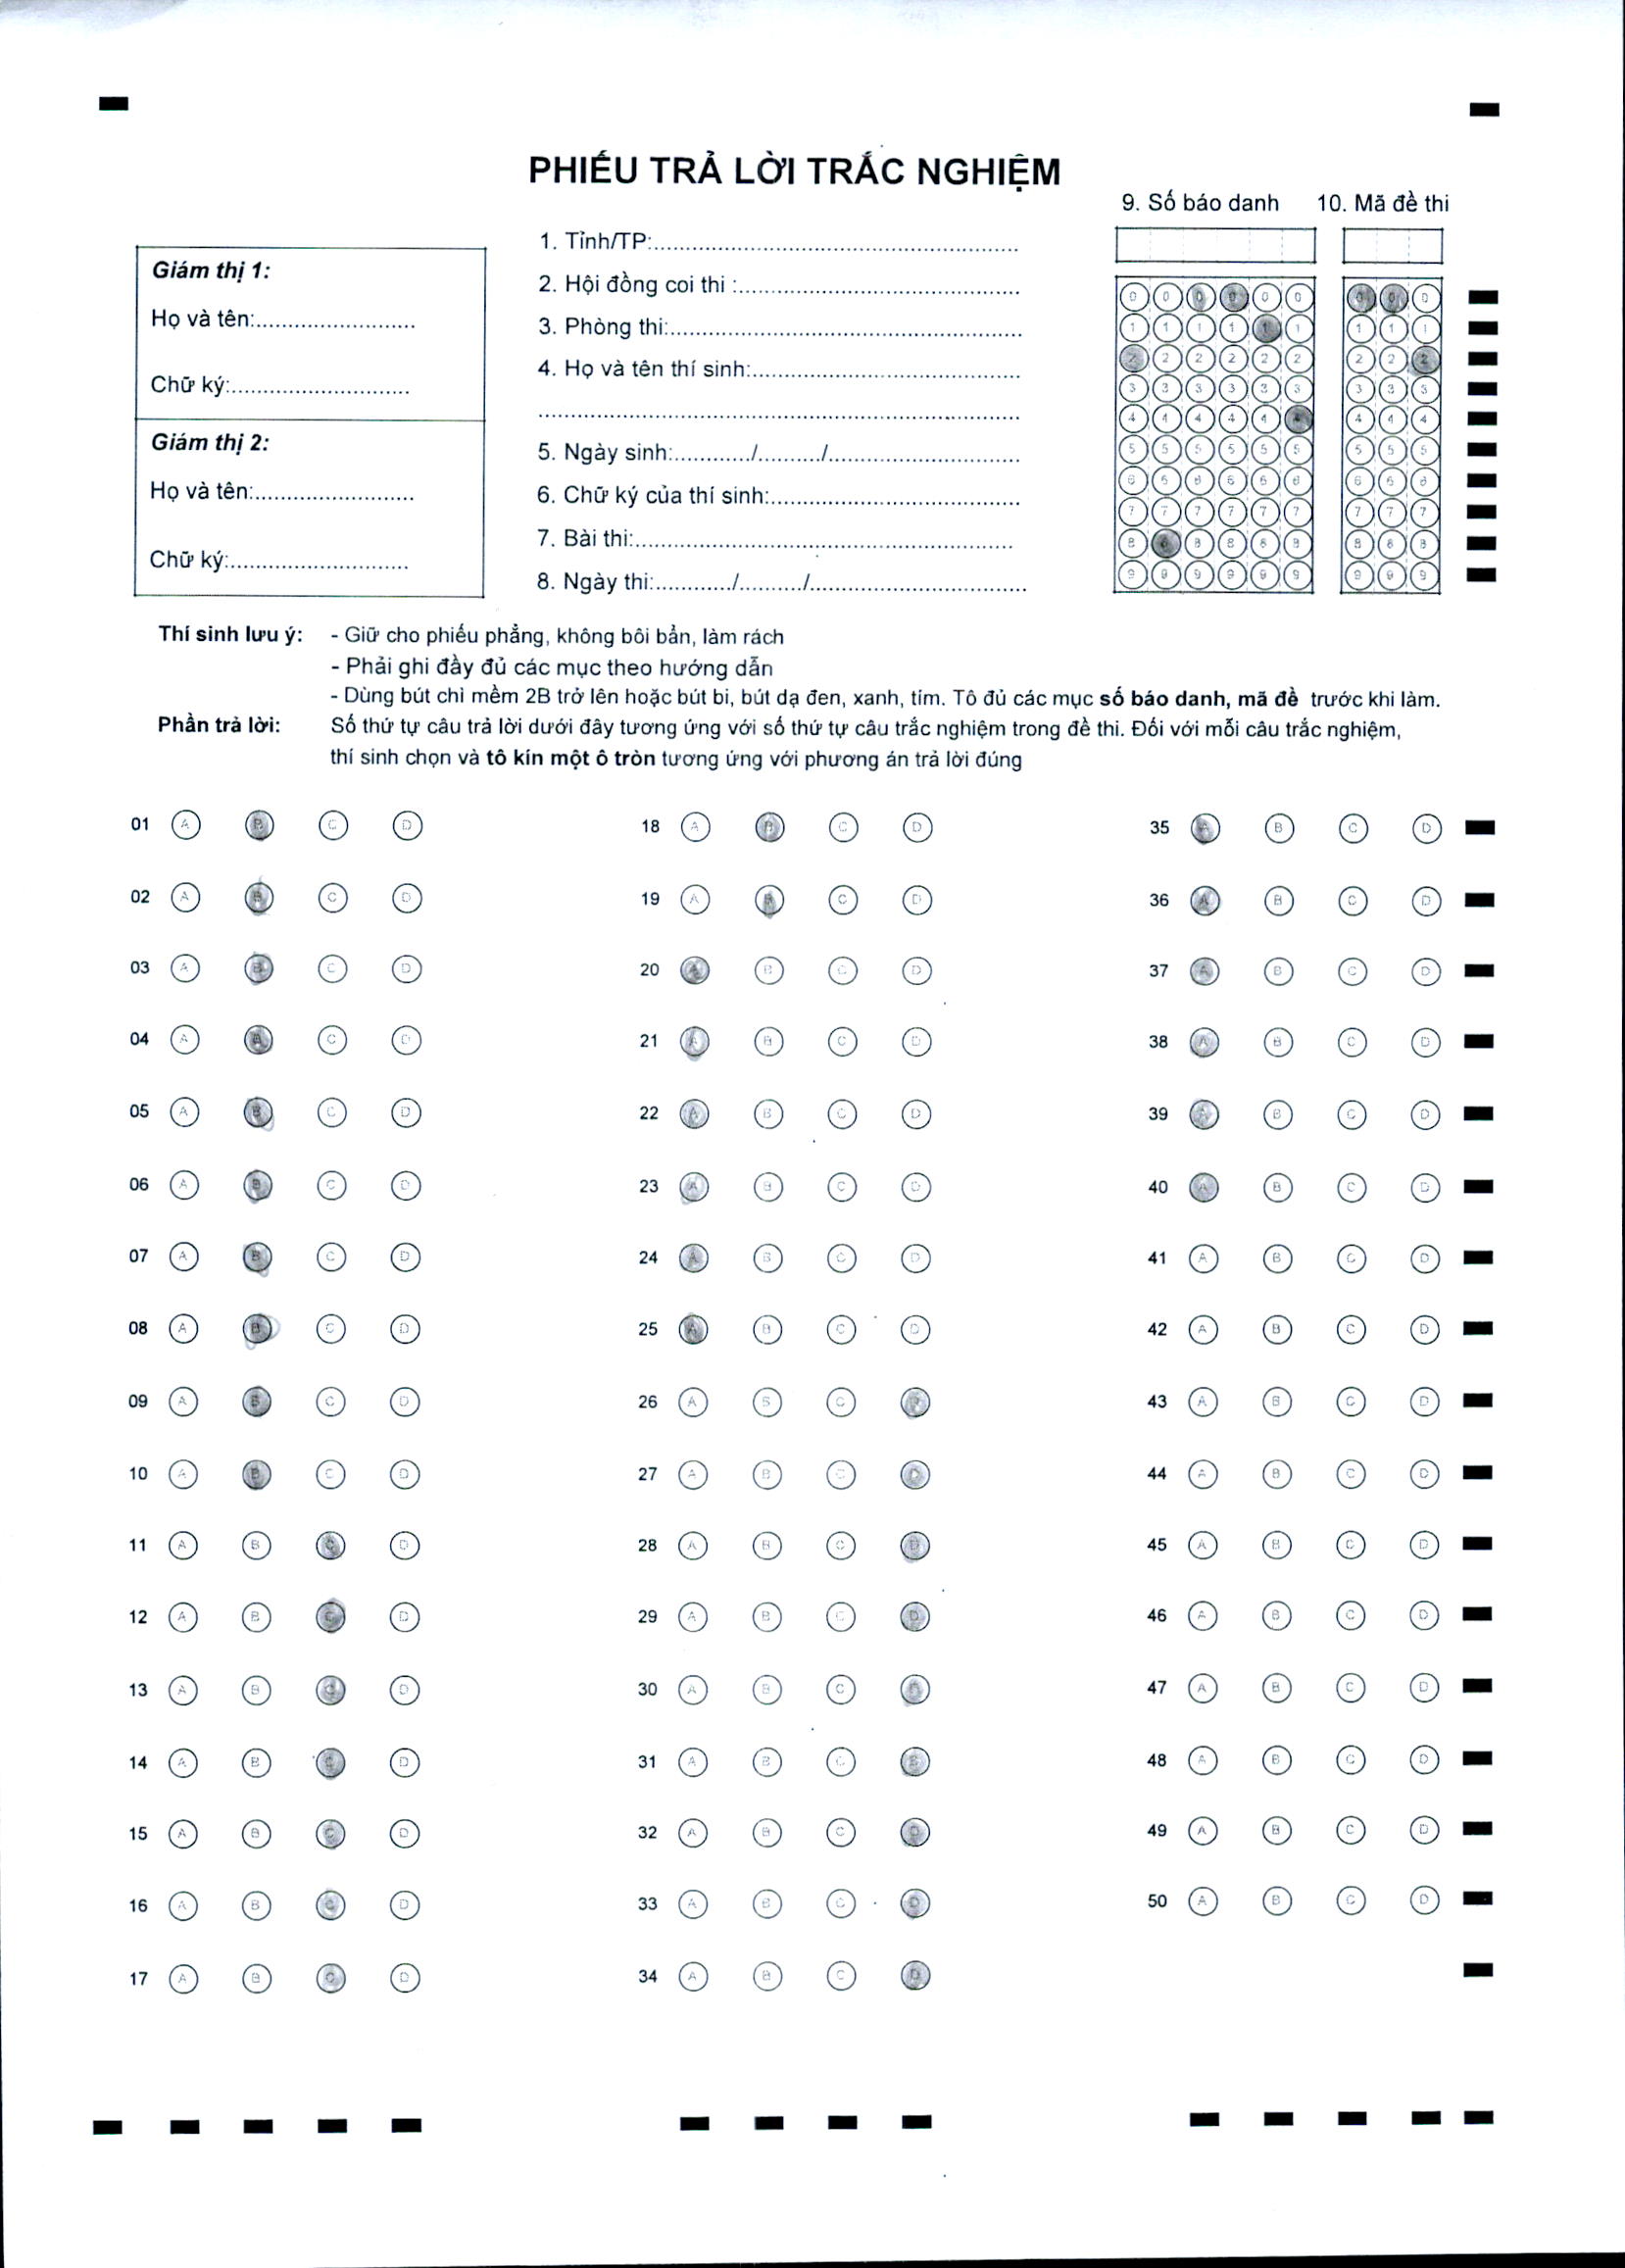 PHIẾU TRẢ LỜI TRẮC NGHIỆM
9. Số báo danh 10. Mã đề thi
Giám thị 1:
Họ và tên:..........................
Chữ ký:.............................
Giám thị 2:
Họ và tên:..........................
Chữ ký:.............................
1. Tỉnh/TP:................................................
2. Hội đồng coi thi :.....................................
3. Phòng thi:..............................................
4. Họ và tên thí sinh:...................................
...............................................................
5. Ngày sinh:............/........../..........................
6. Chữ ký của thí sinh:.................................
7. Bài thi:..................................................
8. Ngày thi:............/........../.............................
0 0 0 0 0 0 0 0 0
1 1 1 1 1 1 1 1 1
2 2 2 2 2 2 2 2 2
3 3 3 3 3 3 3 3 3
4 4 4 4 4 4 4 4 4
5 5 5 5 5 5 5 5 5
6 6 6 6 6 6 6 6 6
7 7 7 7 7 7 7 7 7
8 8 8 8 8 8 8 8 8
9 9 9 9 9 9 9 9 9
Thí sinh lưu ý: - Giữ cho phiếu phẳng, không bôi bẩn, làm rách
- Phải ghi đầy đủ các mục theo hướng dẫn
- Dùng bút chì mềm 2B trở lên hoặc bút bi, bút dạ đen, xanh, tím. Tô đủ các mục số báo danh, mã đề trước khi làm.
Phần trả lời: Số thứ tự câu trả lời dưới đây tương ứng với số thứ tự câu trắc nghiệm trong đề thi. Đối với mỗi câu trắc nghiệm,
thí sinh chọn và tô kín một ô tròn tương ứng với phương án trả lời đúng
01 A B C D 18 A B C D 35 A B C D
02 A B C D 19 A B C D 36 A B C D
03 A B C D 20 A B C D 37 A B C D
04 A B C D 21 A B C D 38 A B C D
05 A B C D 22 A B C D 39 A B C D
06 A B C D 23 A B C D 40 A B C D
07 A B C D 24 A B C D 41 A B C D
08 A B C D 25 A B C D 42 A B C D
09 A B C D 26 A B C D 43 A B C D
10 A B C D 27 A B C D 44 A B C D
11 A B C D 28 A B C D 45 A B C D
12 A B C D 29 A B C D 46 A B C D
13 A B C D 30 A B C D 47 A B C D
14 A B C D 31 A B C D 48 A B C D
15 A B C D 32 A B C D 49 A B C D
16 A B C D 33 A B C D 50 A B C D
17 A B C D 34 A B C D